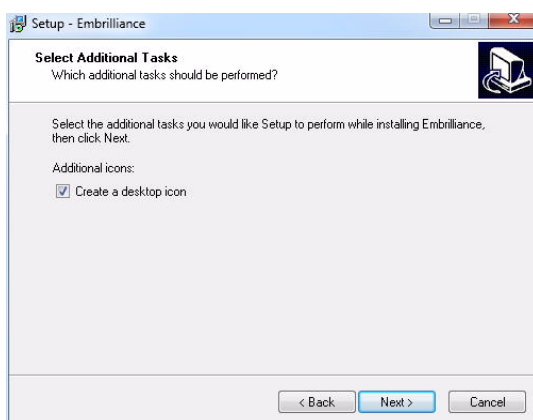 Setup - Embrilliance
Select Additional Tasks
Which additional tasks should be performed?
Select the additional tasks you would like Setup to perform while installing Embrilliance,
then click Next.
Additional icons:
Create a desktop icon
< Back
Next >
Cancel